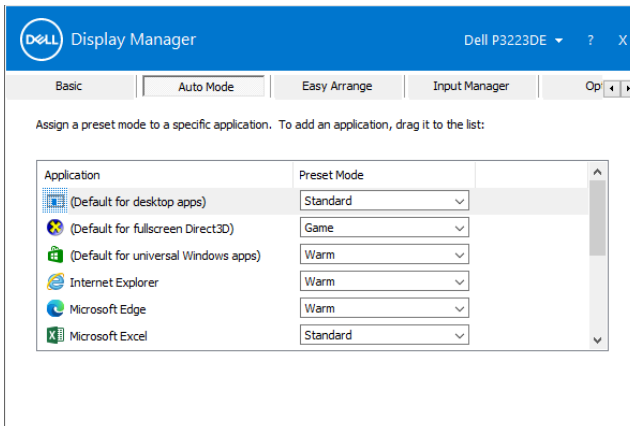 DELL Display Manager Dell P3223DE ? X
Basic Auto Mode Easy Arrange Input Manager
Assign a preset mode to a specific application. To add an application, drag it to the list:
Application Preset Mode
(Default for desktop apps) Standard
(Default for fullscreen Direct3D) Game
(Default for universal Windows apps) Warm
Internet Explorer Warm
Microsoft Edge Warm
Microsoft Excel Standard